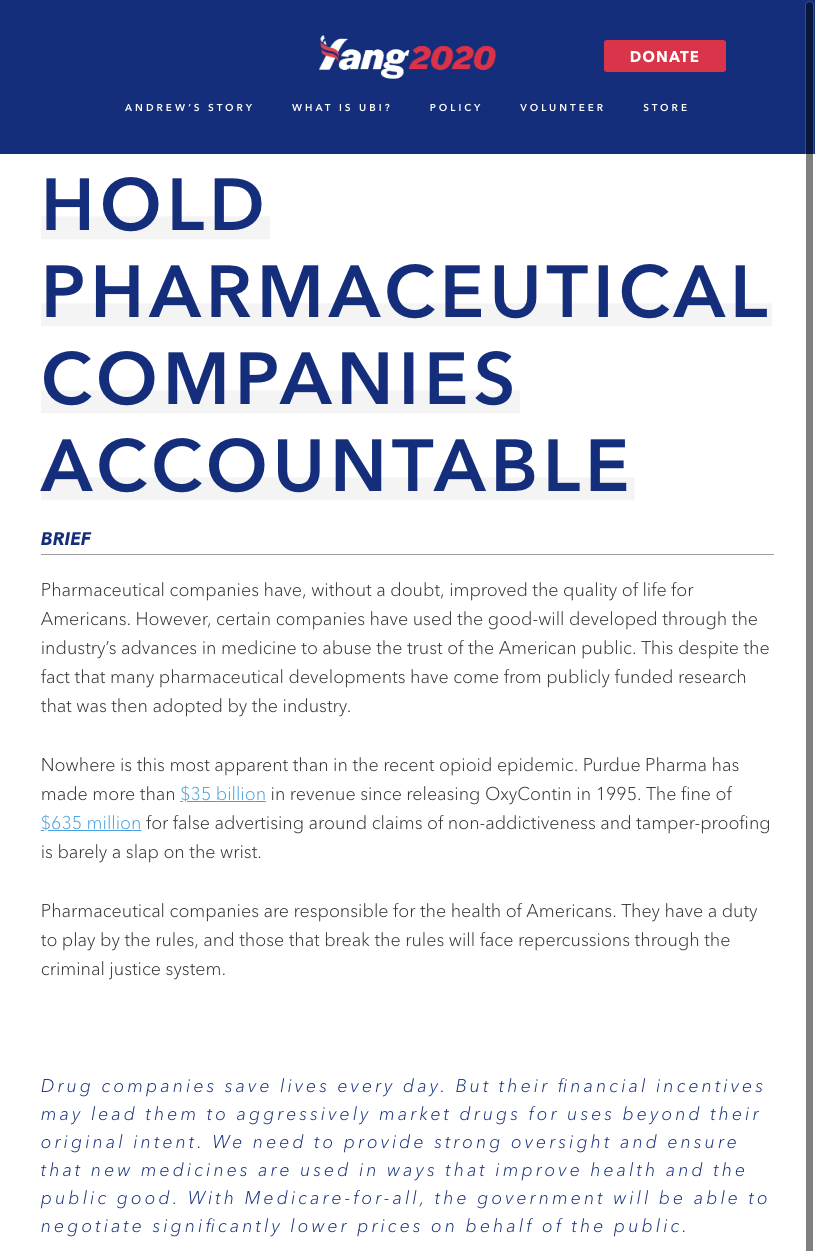 Yang2020
DONATE
ANDREW'S STORY WHAT IS UBI? POLICY VOLUNTEER STORE
HOLD
PHARMACEUTICAL
COMPANIES
ACCOUNTABLE
BRIEF
Pharmaceutical companies have, without a doubt, improved the quality of life for
Americans. However, certain companies have used the good-will developed through the
industry's advances in medicine to abuse the trust of the American public. This despite the
fact that many pharmaceutical developments have come from publicly funded research
that was then adopted by the industry.
Nowhere is this most apparent than in the recent opioid epidemic. Purdue Pharma has
made more than $35 billion in revenue since releasing OxyContin in 1995. The fine of
$635 million for false advertising around claims of non-addictiveness and tamper-proofing
is barely a slap on the wrist.
Pharmaceutical companies are responsible for the health of Americans. They have a duty
to play by the rules, and those that break the rules will face repercussions through the
criminal justice system.
Drug companies save lives every day. But their financial incentives
may lead them to aggressively market drugs for uses beyond their
original intent. We need to provide strong oversight and ensure
that new medicines are used in ways that improve health and the
public good. With Medicare-for-all, the government will be able to
negotiate significantly lower prices on behalf of the public.